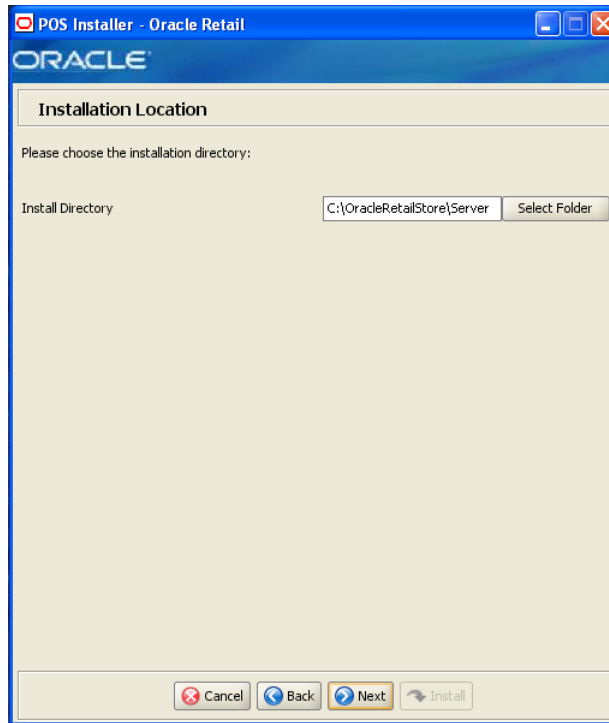 POS Installer - Oracle Retail
ORACLE
Installation Location
Please choose the installation directory:
Install Directory C:\OracleRetailStore\Server Select Folder
Cancel Back Next Install